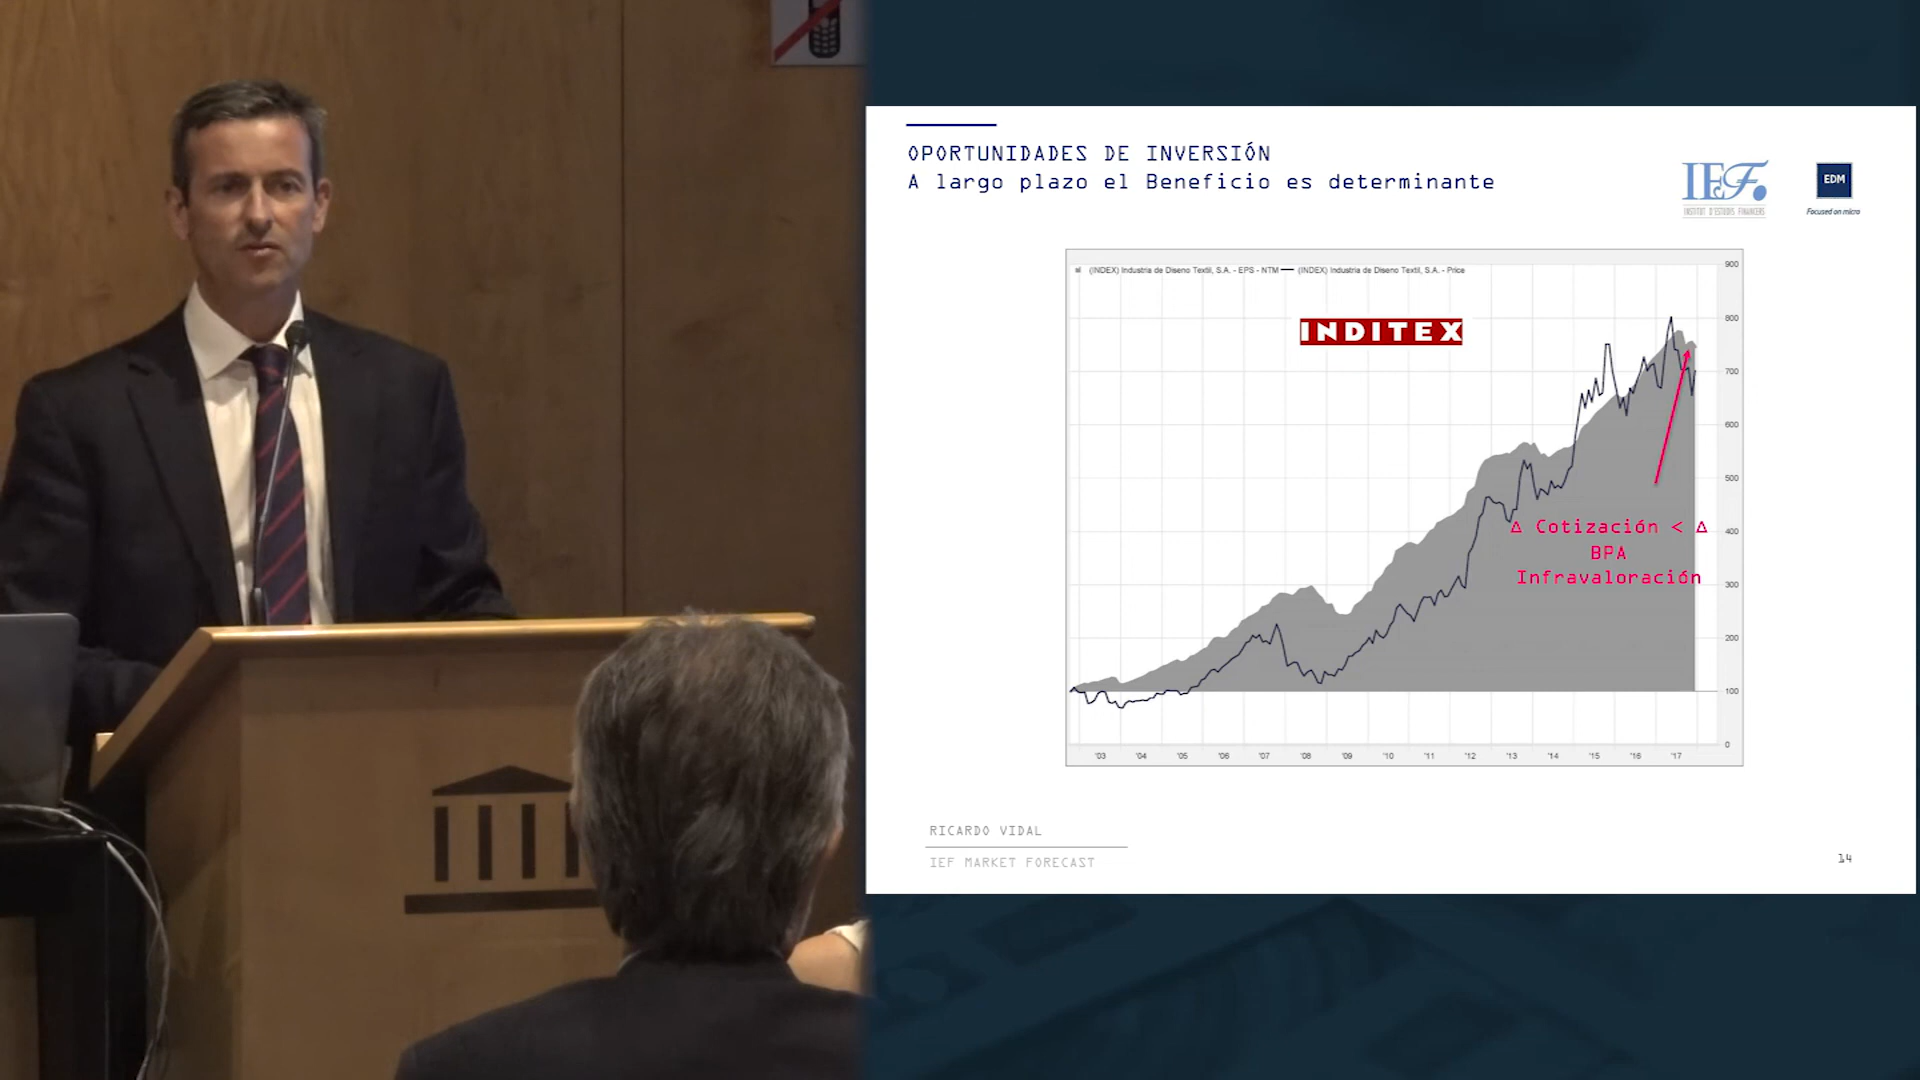 OPORTUNIDADES DE INVERSIÓN
A largo plazo el Beneficio es determinante
IEF
INSTITUT D'ESTUDIS FINANCERS
EDM
Focused on micro
(INDEX) Industria de Diseno Textil, S.A. - EPS - NTM (INDEX) Industria de Diseno Textil, S.A. - Price
INDITEX
900
800
700
600
500
400
300
200
100
0
Δ Cotización < Δ
BPA
Infravaloración
'03 '04 '05 '06 '07 '08 '09 '10 '11 '12 '13 '14 '15 '16 '17
RICARDO VIDAL
IEF MARKET FORECAST
14